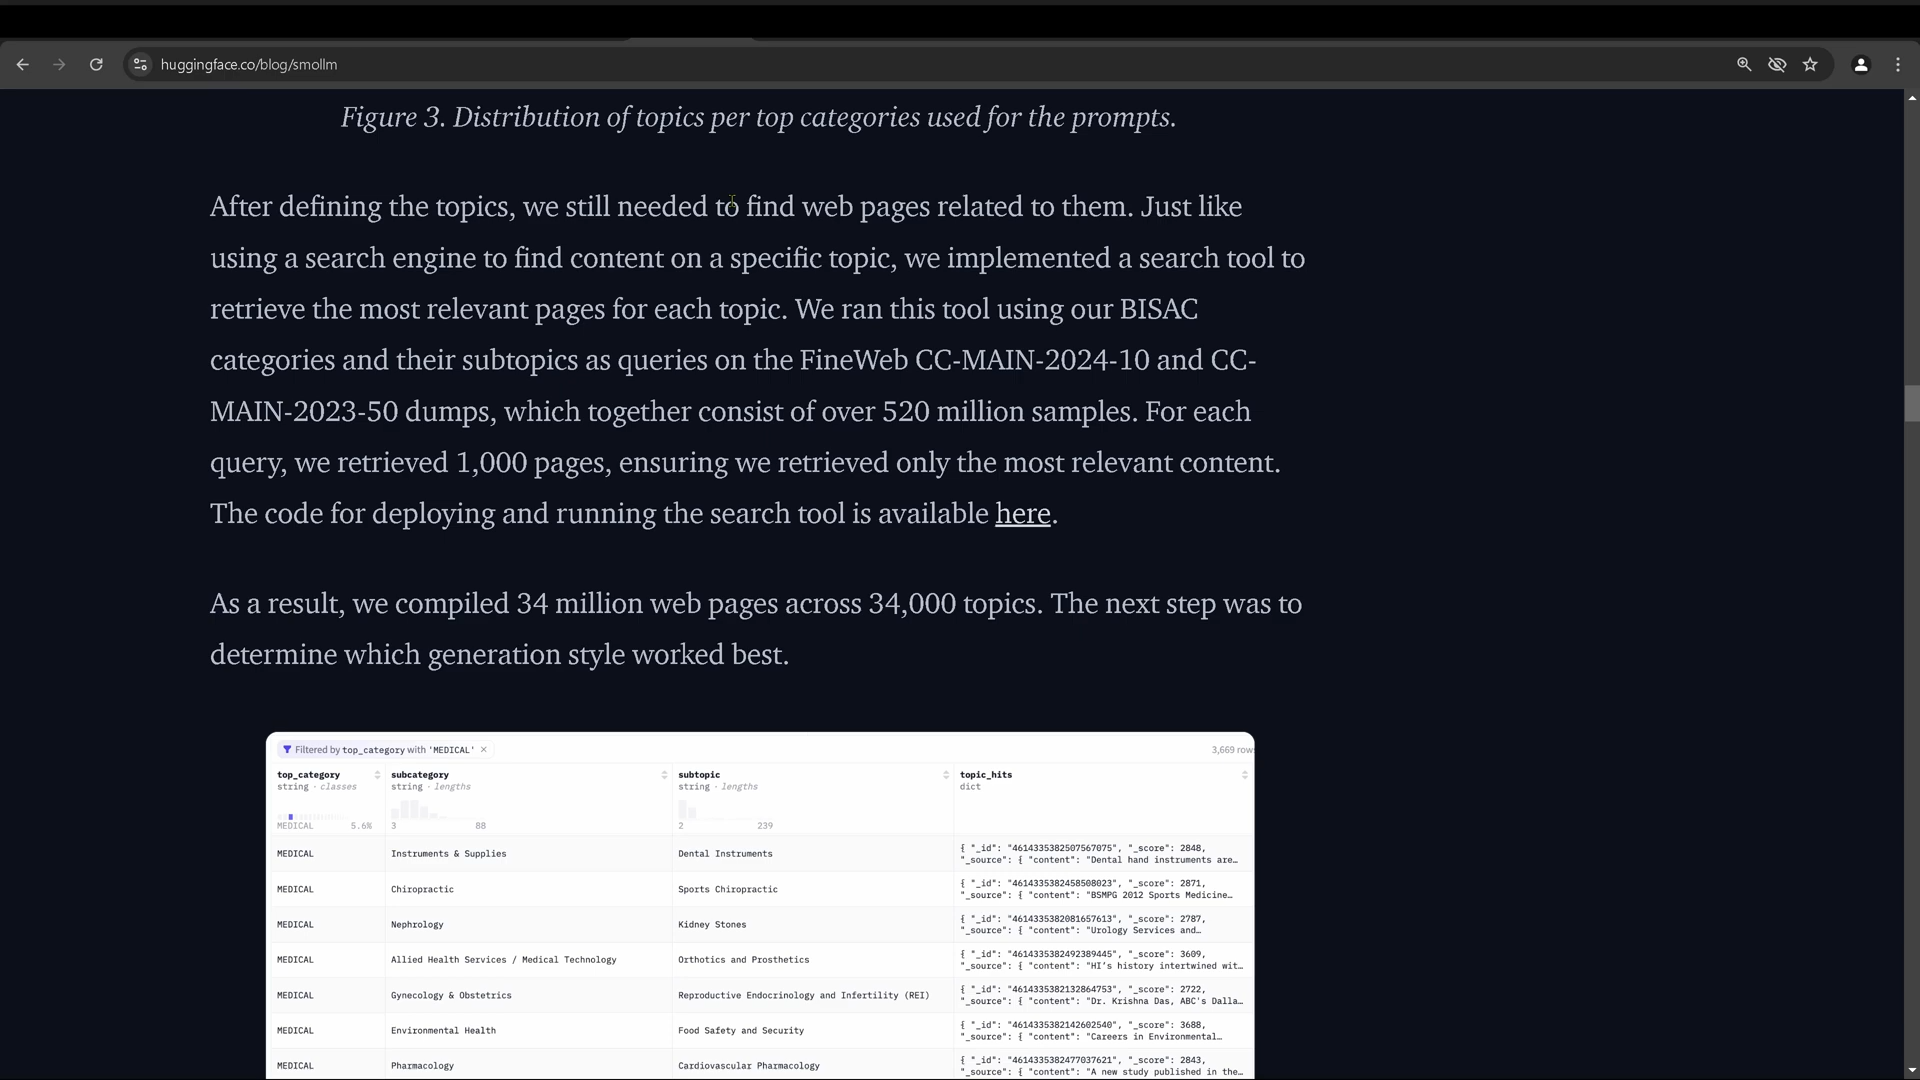 huggingface.co/blog/smollm
Figure 3. Distribution of topics per top categories used for the prompts.
After defining the topics, we still needed to find web pages related to them. Just like
using a search engine to find content on a specific topic, we implemented a search tool to
retrieve the most relevant pages for each topic. We ran this tool using our BISAC
categories and their subtopics as queries on the FineWeb CC-MAIN-2024-10 and CC-
MAIN-2023-50 dumps, which together consist of over 520 million samples. For each
query, we retrieved 1,000 pages, ensuring we retrieved only the most relevant content.
The code for deploying and running the search tool is available here.
As a result, we compiled 34 million web pages across 34,000 topics. The next step was to
determine which generation style worked best.
Filtered by top_category with 'MEDICAL' × 3,669 rows
top_category subcategory subtopic topic_hits
string · classes string · lengths string · lengths dict
MEDICAL 5.6% 3 88 2 239
MEDICAL Instruments & Supplies Dental Instruments { "_id": "4614335382507567075", "_score": 2848,
"_source": { "content": "Dental hand instruments are…
MEDICAL Chiropractic Sports Chiropractic { "_id": "4614335382458508023", "_score": 2871,
"_source": { "content": "BSMPG 2012 Sports Medicine…
MEDICAL Nephrology Kidney Stones { "_id": "4614335382081657613", "_score": 2787,
"_source": { "content": "Urology Services and…
MEDICAL Allied Health Services / Medical Technology Orthotics and Prosthetics { "_id": "4614335382492389445", "_score": 3609,
"_source": { "content": "HI's history intertwined wit…
MEDICAL Gynecology & Obstetrics Reproductive Endocrinology and Infertility (REI) { "_id": "4614335382132864753", "_score": 2722,
"_source": { "content": "Dr. Krishna Das, ABC's Dalla…
MEDICAL Environmental Health Food Safety and Security { "_id": "4614335382142602540", "_score": 3688,
"_source": { "content": "Careers in Environmental…
MEDICAL Pharmacology Cardiovascular Pharmacology { "_id": "4614335382477037621", "_score": 2843,
"_source": { "content": "A new study published in the…